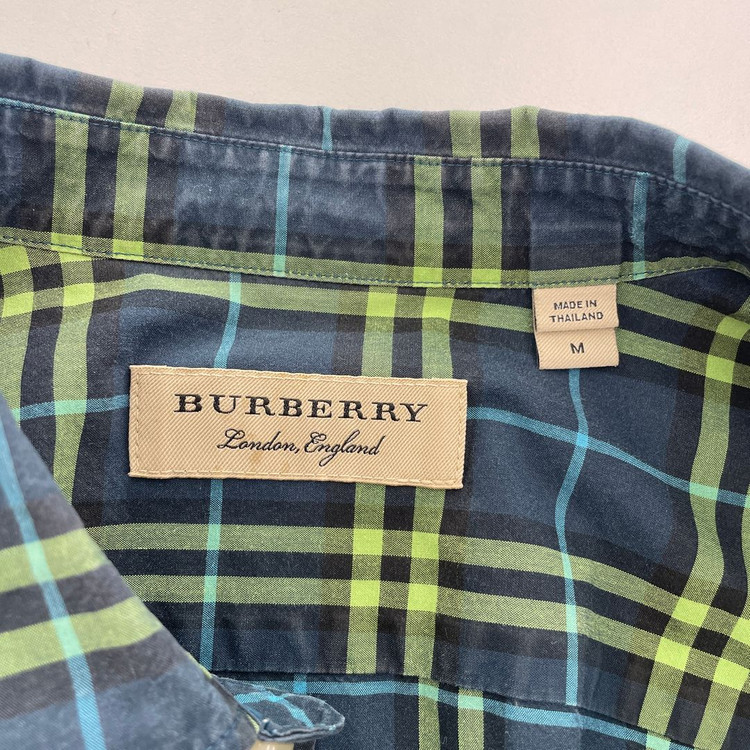 BURBERRY
London, England
MADE IN
THAILAND
M